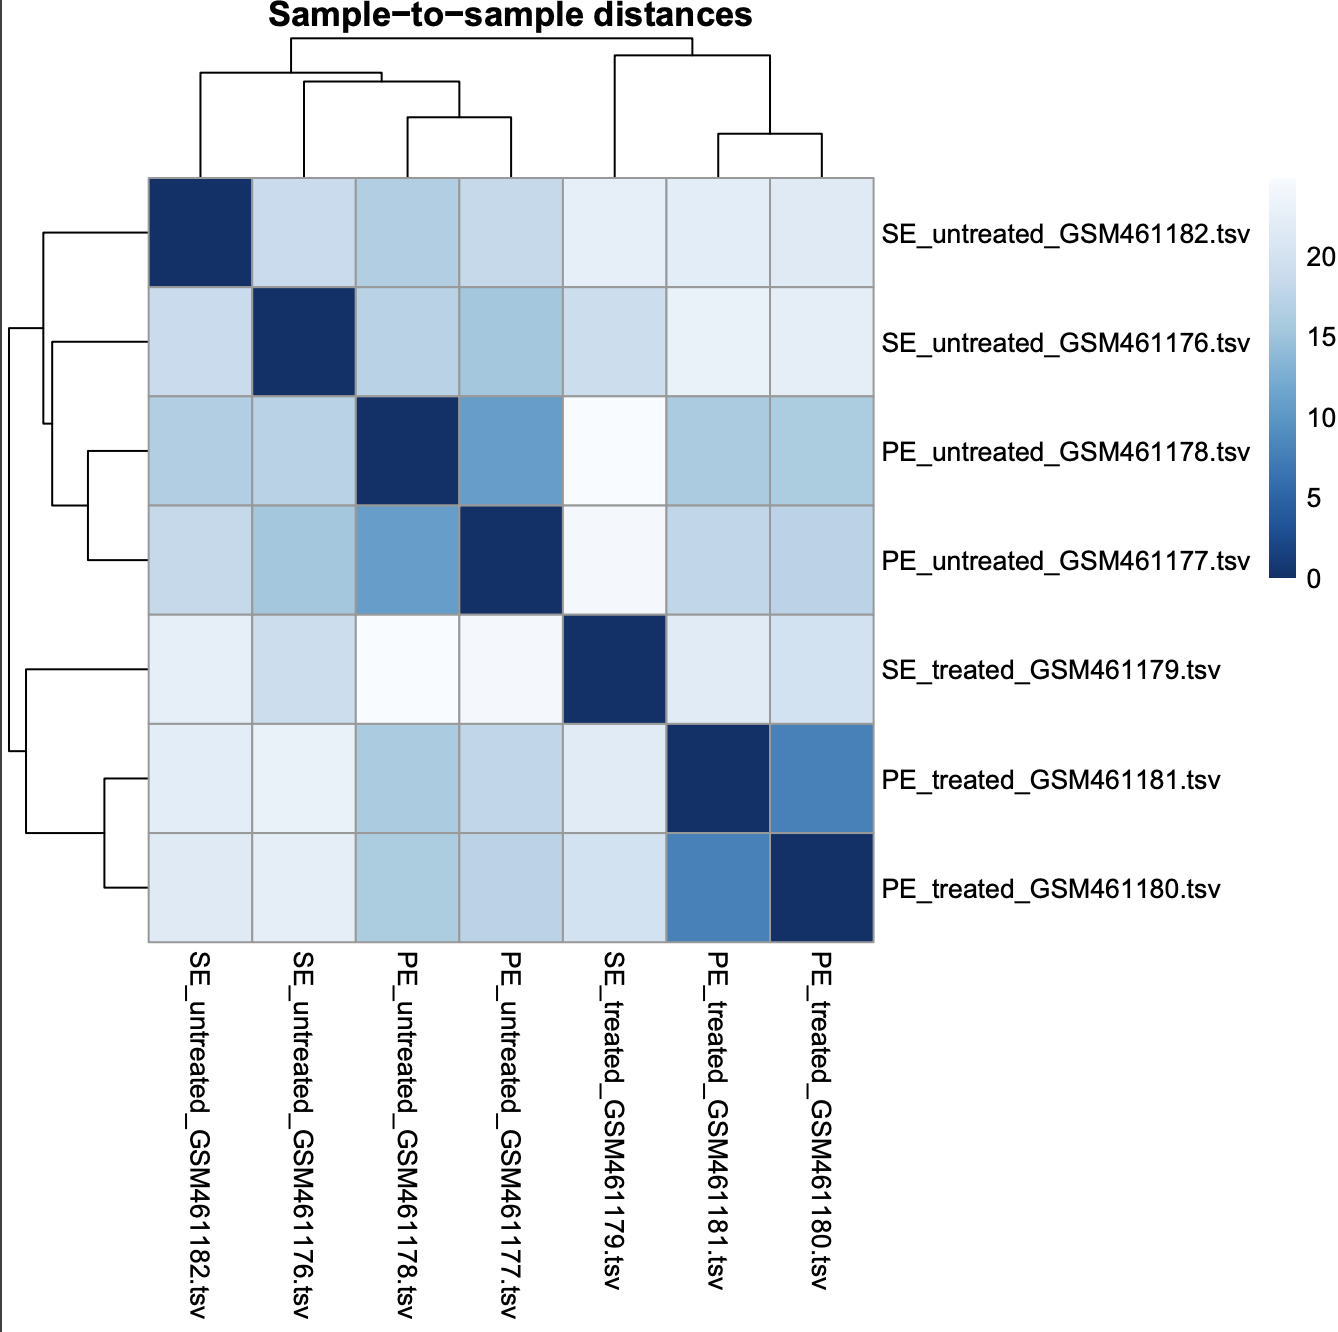 Sample-to-sample distances
SE_untreated_GSM461182.tsv
SE_untreated_GSM461176.tsv
PE_untreated_GSM461178.tsv
PE_untreated_GSM461177.tsv
SE_treated_GSM461179.tsv
PE_treated_GSM461181.tsv
PE_treated_GSM461180.tsv
20
15
10
5
0
SE_untreated_GSM461182.tsv
SE_untreated_GSM461176.tsv
PE_untreated_GSM461178.tsv
PE_untreated_GSM461177.tsv
SE_treated_GSM461179.tsv
PE_treated_GSM461181.tsv
PE_treated_GSM461180.tsv